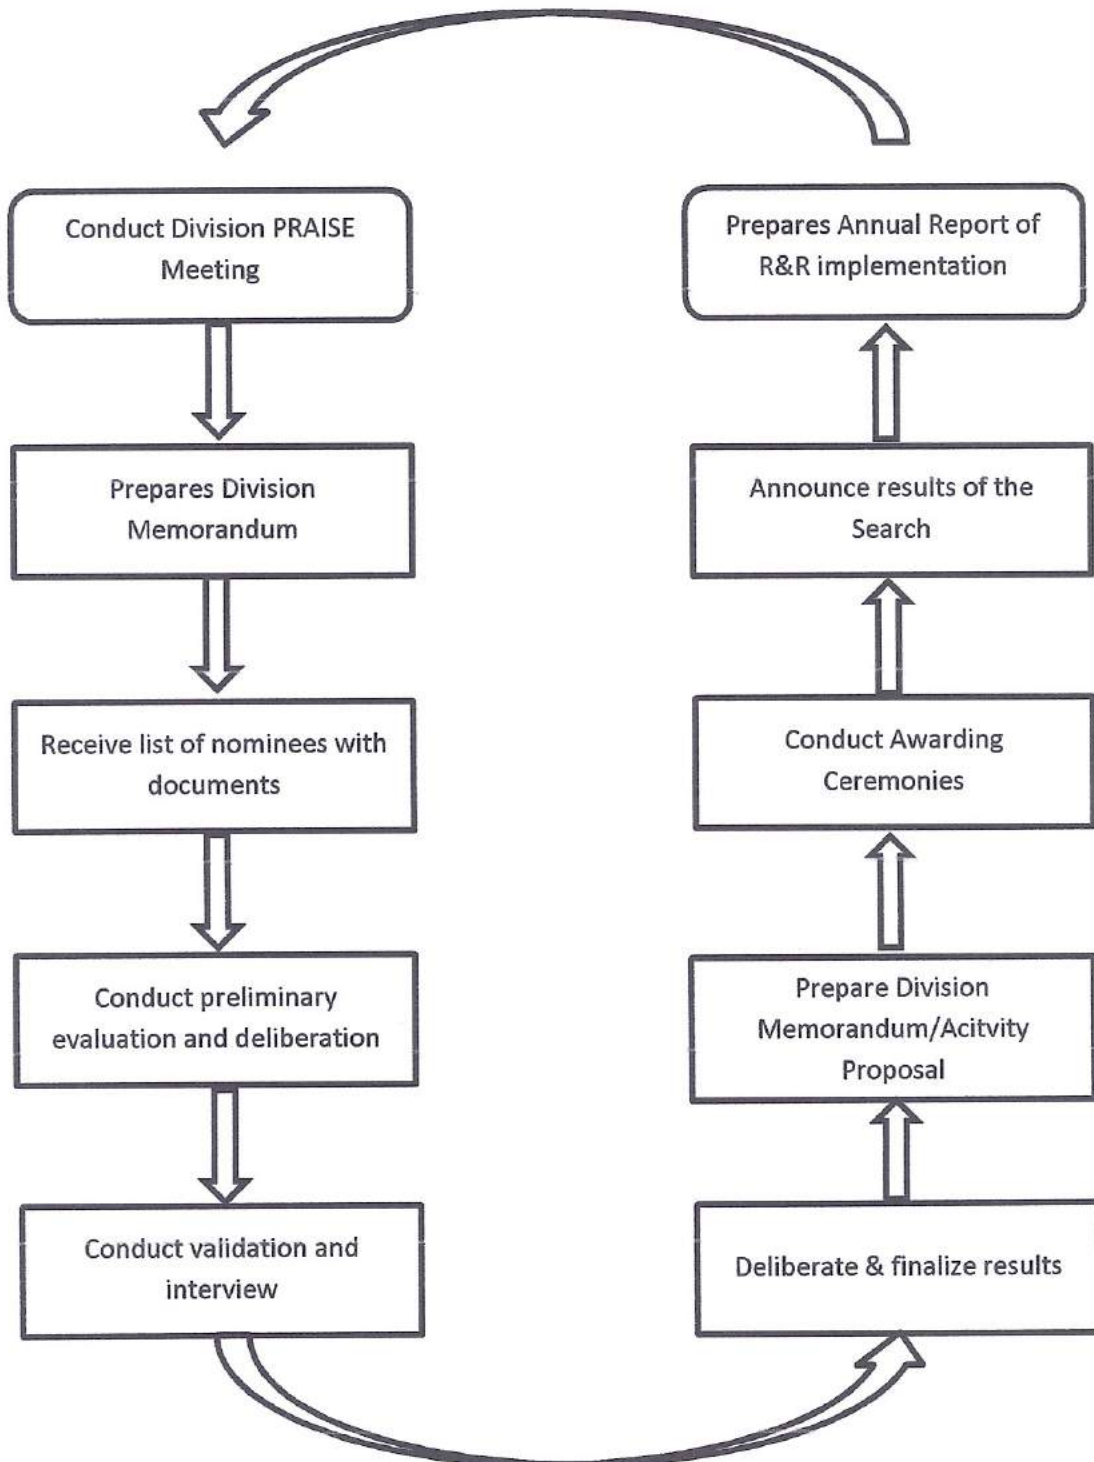 Conduct Division PRAISE
Meeting
Prepares Division
Memorandum
Receive list of nominees with
documents
Conduct preliminary
evaluation and deliberation
Conduct validation and
interview
Deliberate & finalize results
Prepare Division
Memorandum/Acitvity
Proposal
Conduct Awarding
Ceremonies
Announce results of the
Search
Prepares Annual Report of
R&R implementation